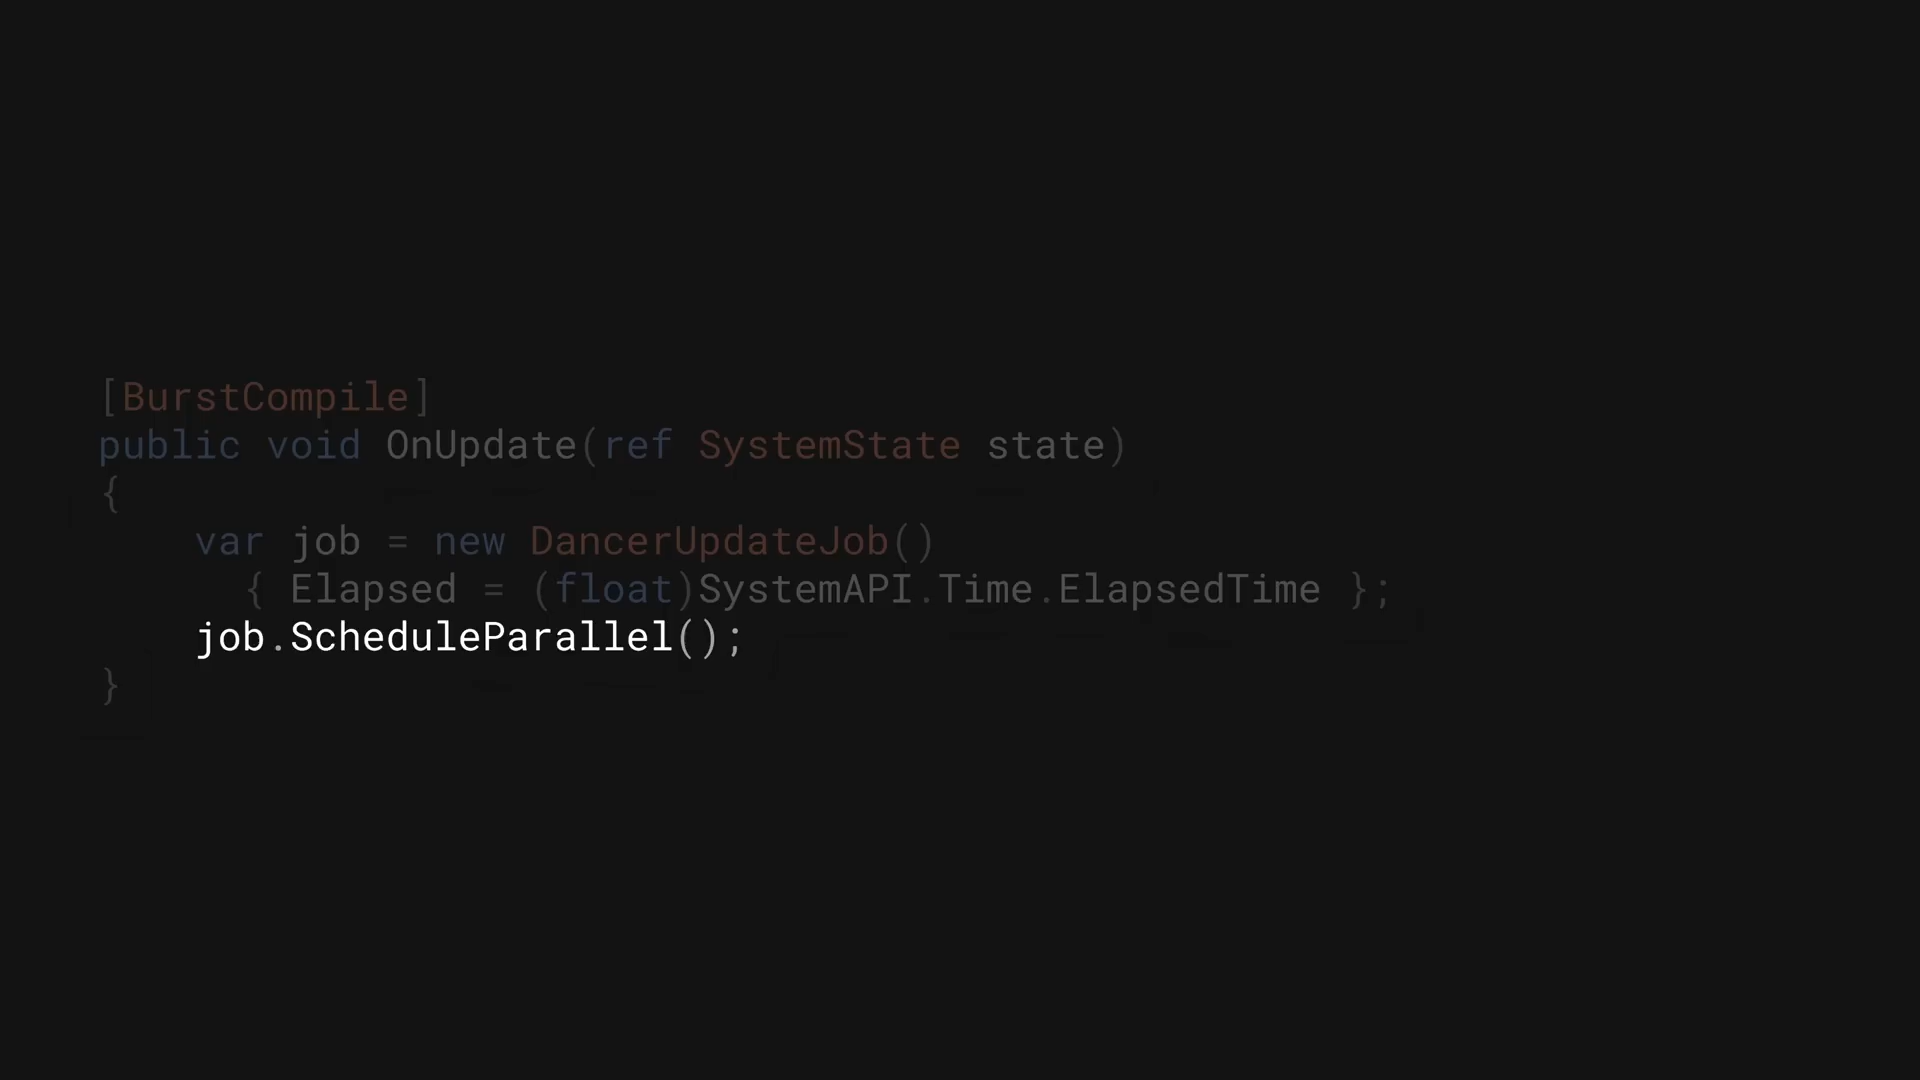 [BurstCompile]
public void OnUpdate(ref SystemState state)
{
    var job = new DancerUpdateJob()
      { Elapsed = (float)SystemAPI.Time.ElapsedTime };
    job.ScheduleParallel();
}